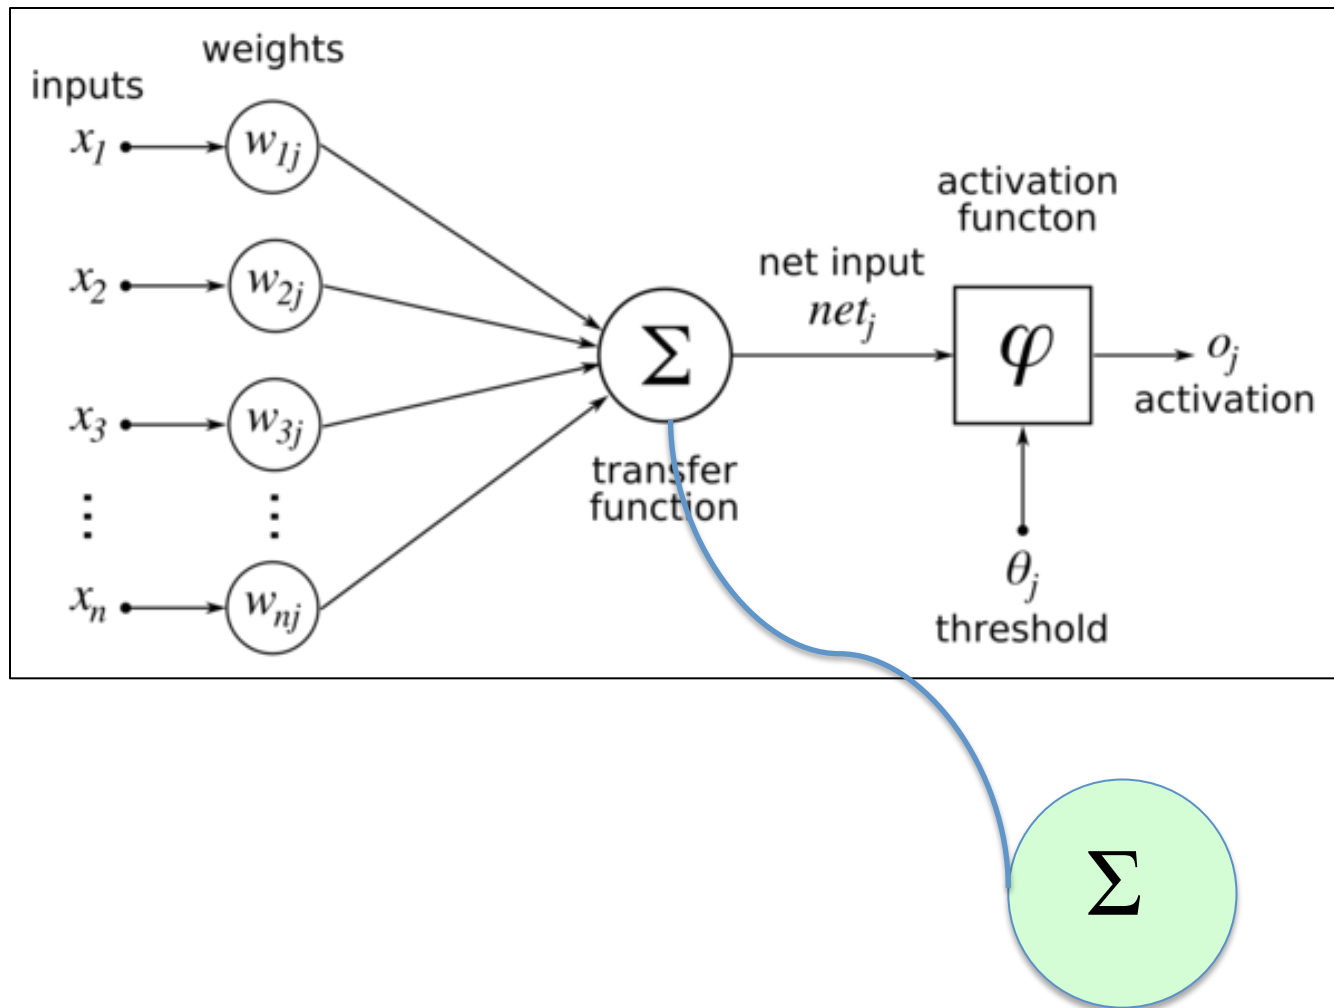 weights
inputs
x₁
w₁ⱼ
x₂
w₂ⱼ
x₃
w₃ⱼ
⋮
⋮
xₙ
wₙⱼ
Σ
transfer
function
net input
netⱼ
activation
functon
φ
oⱼ
activation
θⱼ
threshold
Σ